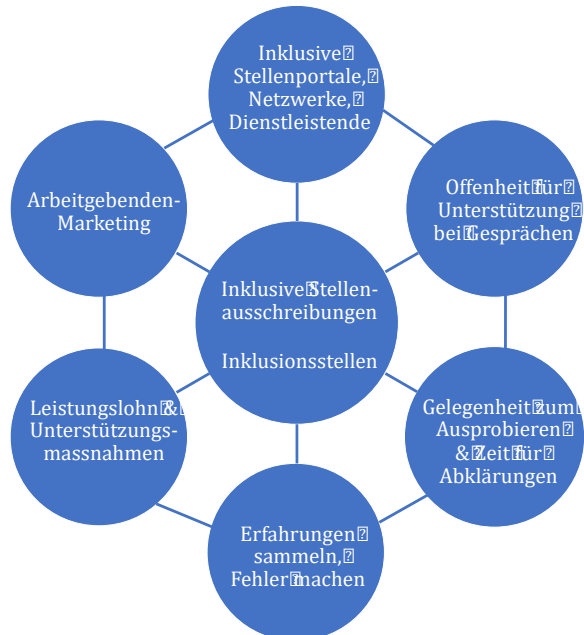 Inklusive
Stellenportale,
Netzwerke,
Dienstleistende
Arbeitgebenden-
Marketing
Offenheit für
Unterstützung
bei Gesprächen
Inklusive Stellen-
ausschreibungen
Inklusionsstellen
Leistungslohn &
Unterstützungs-
massnahmen
Gelegenheit zum
Ausprobieren
& Zeit für
Abklärungen
Erfahrungen
sammeln,
Fehler machen